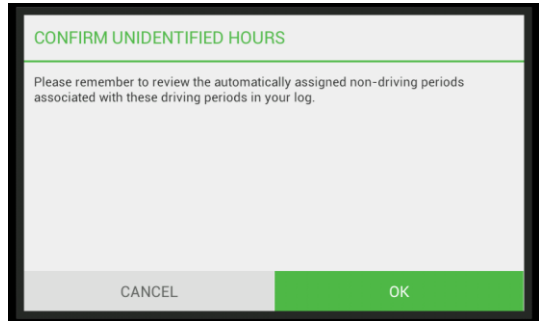 CONFIRM UNIDENTIFIED HOURS
Please remember to review the automatically assigned non-driving periods
associated with these driving periods in your log.
CANCEL
OK